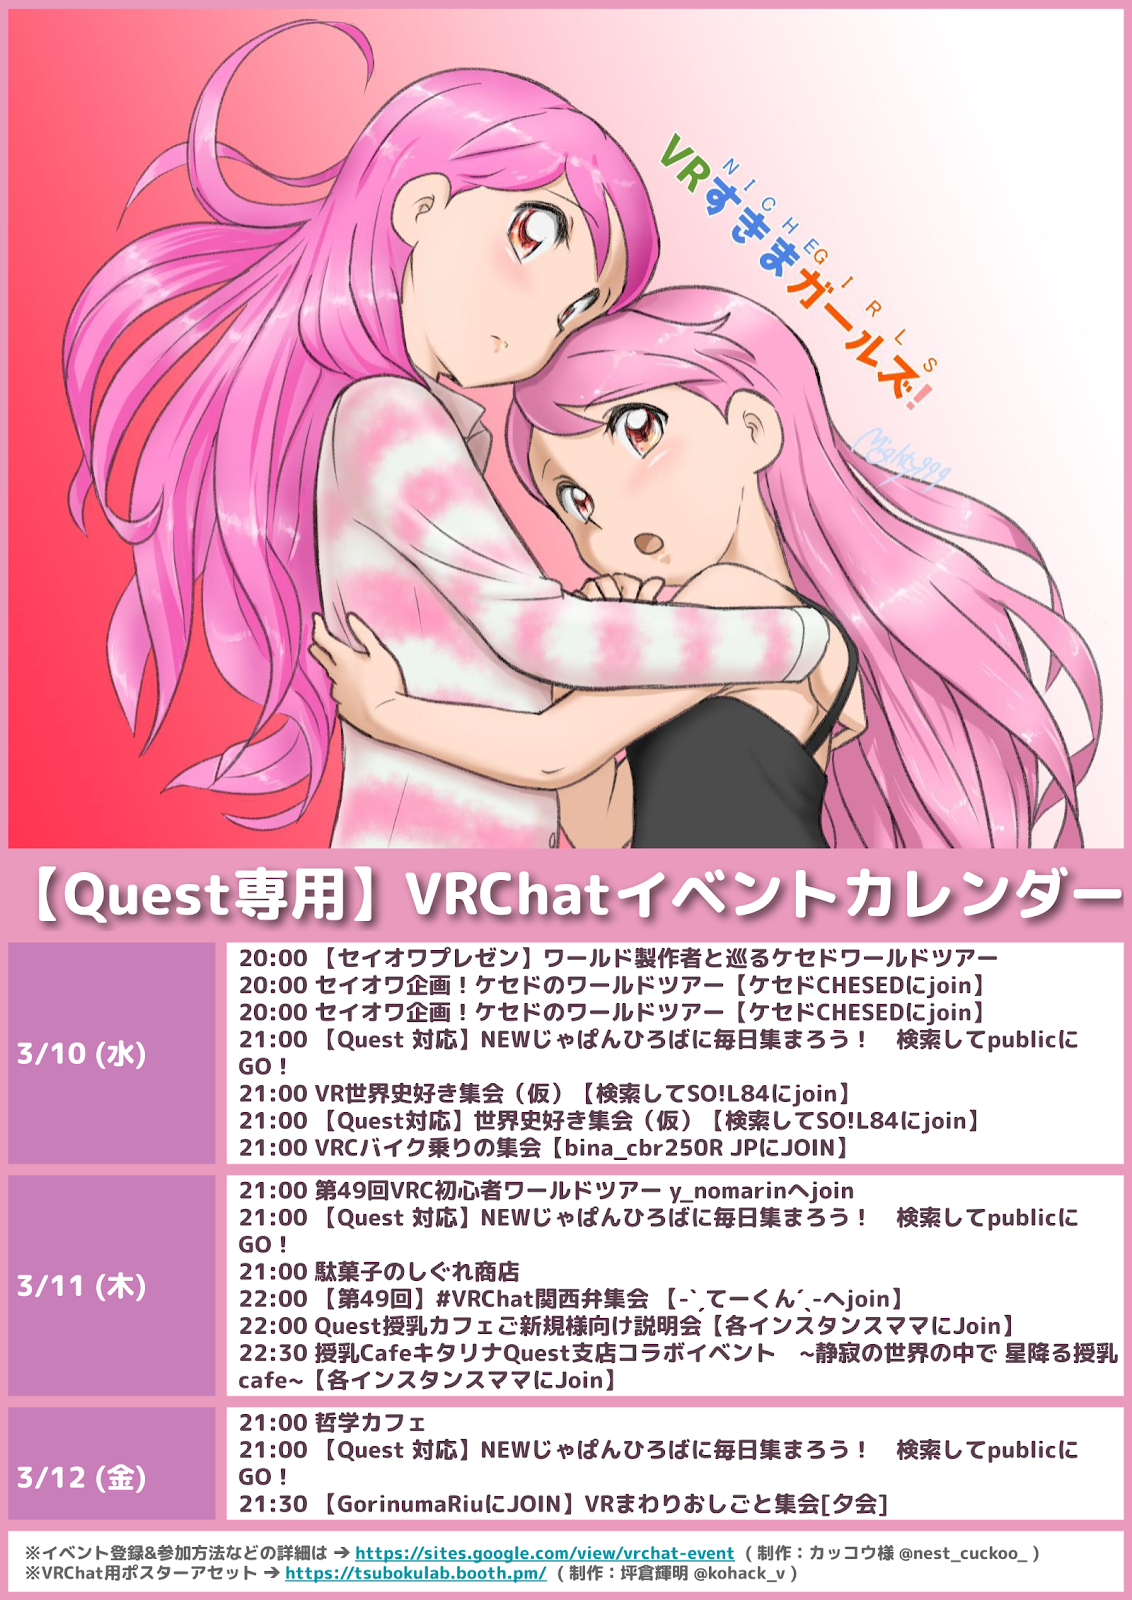 NICHE GIRLS
VRすきまガールズ!
Mighty999
【Quest専用】VRChatイベントカレンダー
3/10 (水)
20:00 【セイオワプレゼン】ワールド製作者と巡るケセドワールドツアー
20:00 セイオワ企画！ケセドのワールドツアー【ケセドCHESEDにjoin】
20:00 セイオワ企画！ケセドのワールドツアー【ケセドCHESEDにjoin】
21:00 【Quest 対応】NEWじゃぱんひろばに毎日集まろう！　検索してpublicに
GO！
21:00 VR世界史好き集会（仮）【検索してSO!L84にjoin】
21:00 【Quest対応】世界史好き集会（仮）【検索してSO!L84にjoin】
21:00 VRCバイク乗りの集会【bina_cbr250R JPにJOIN】
3/11 (木)
21:00 第49回VRC初心者ワールドツアー y_nomarinへjoin
21:00 【Quest 対応】NEWじゃぱんひろばに毎日集まろう！　検索してpublicに
GO！
21:00 駄菓子のしぐれ商店
22:00 【第49回】#VRChat関西弁集会 【-ˋˏてーくんˊˎ-へjoin】
22:00 Quest授乳カフェご新規様向け説明会【各インスタンスママにJoin】
22:30 授乳CafeキタリナQuest支店コラボイベント　~静寂の世界の中で 星降る授乳
cafe~【各インスタンスママにJoin】
3/12 (金)
21:00 哲学カフェ
21:00 【Quest 対応】NEWじゃぱんひろばに毎日集まろう！　検索してpublicに
GO！
21:30 【GorinumaRiuにJOIN】VRまわりおしごと集会[夕会]
※イベント登録&参加方法などの詳細は → https://sites.google.com/view/vrchat-event （制作：カッコウ様 @nest_cuckoo_）
※VRChat用ポスターアセット → https://tsubokulab.booth.pm/ （制作：坪倉輝明 @kohack_v）